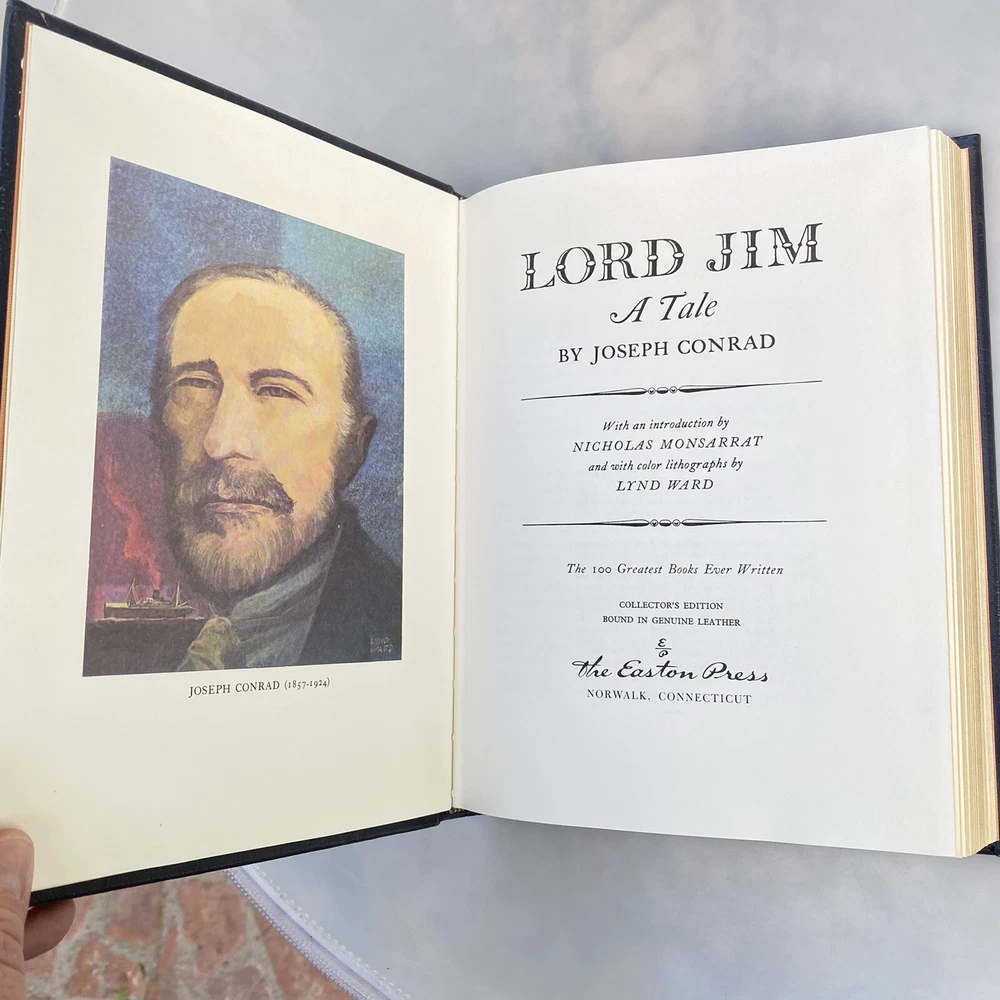 JOSEPH CONRAD (1857-1924)
LORD JIM
A Tale
BY JOSEPH CONRAD
With an introduction by
NICHOLAS MONSARRAT
and with color lithographs by
LYND WARD
The 100 Greatest Books Ever Written
COLLECTOR'S EDITION
BOUND IN GENUINE LEATHER
E/P
the Easton Press
NORWALK, CONNECTICUT